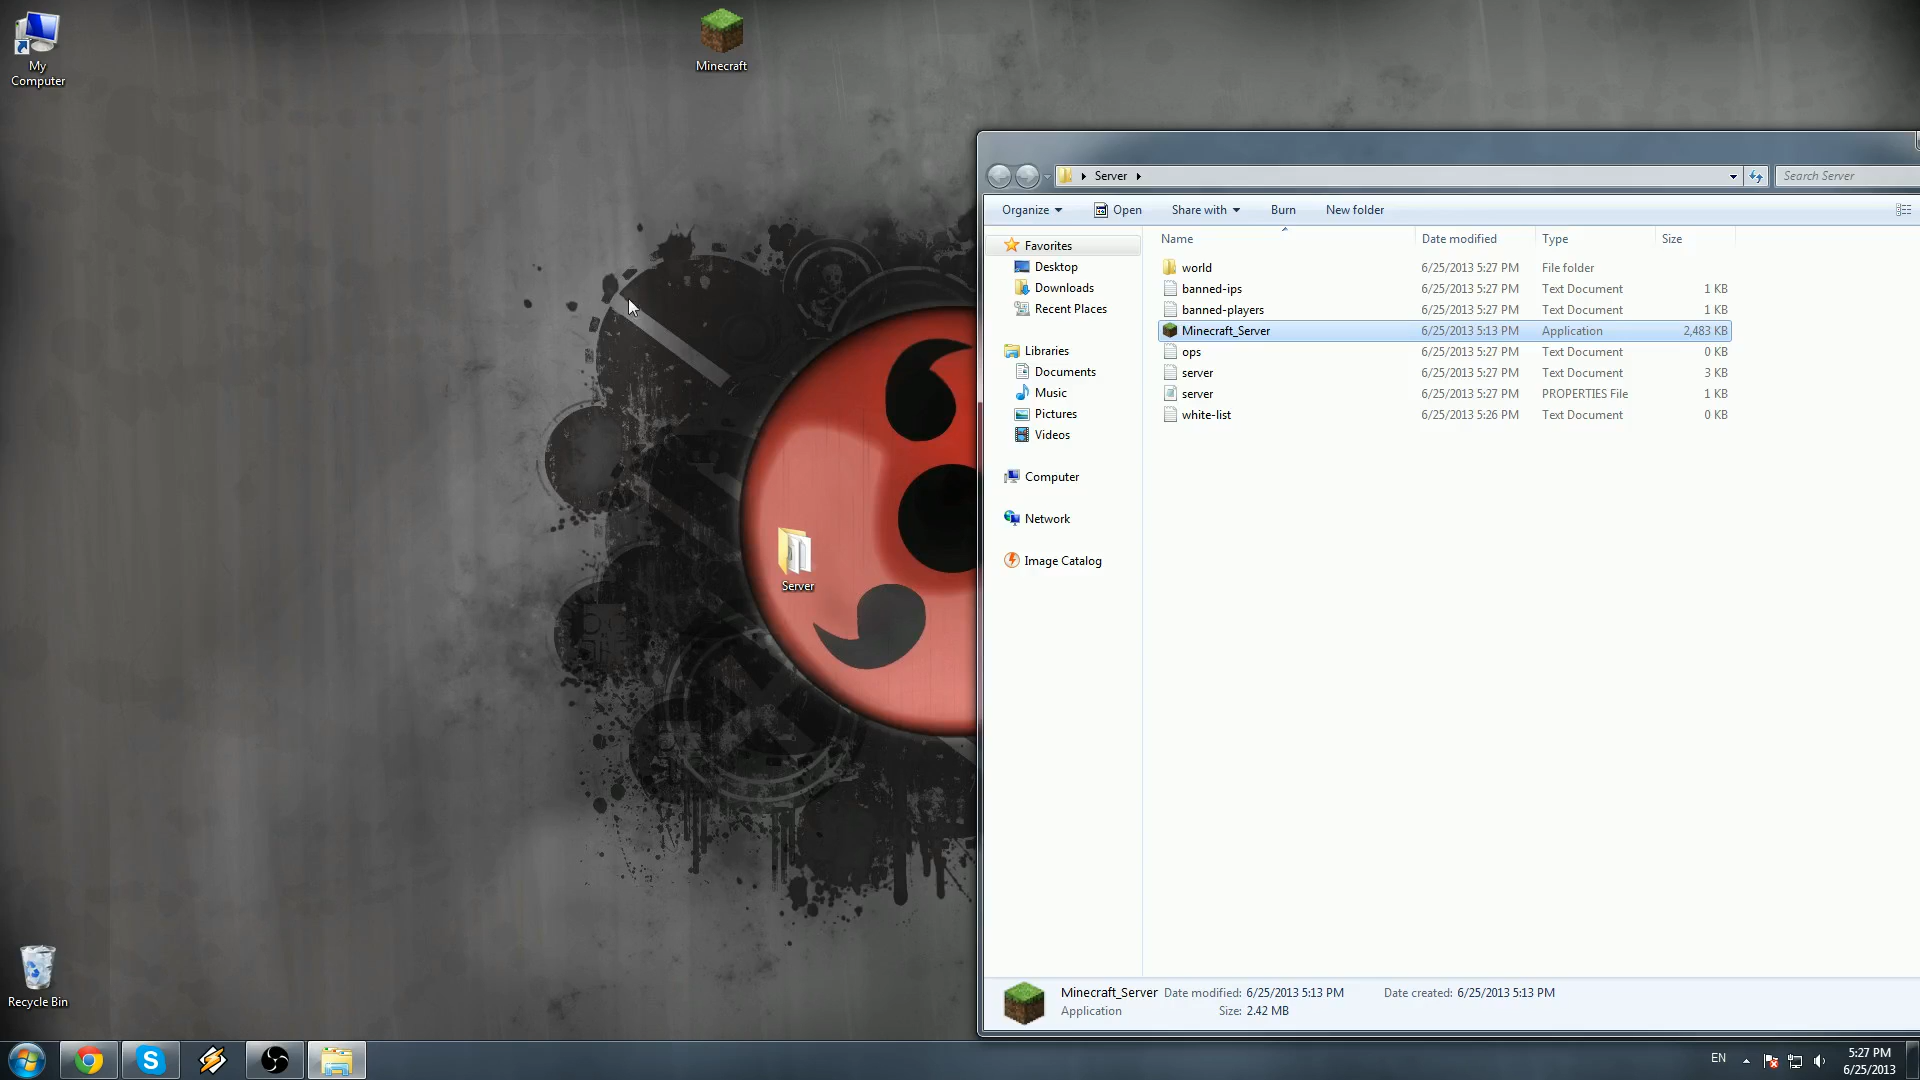 My
Computer
Minecraft
Server
Recycle Bin
Server
Search Server
Organize Open Share with Burn New folder
Name Date modified Type Size
Favorites
Desktop
Downloads
Recent Places
Libraries
Documents
Music
Pictures
Videos
Computer
Network
Image Catalog
world 6/25/2013 5:27 PM File folder
banned-ips 6/25/2013 5:27 PM Text Document 1 KB
banned-players 6/25/2013 5:27 PM Text Document 1 KB
Minecraft_Server 6/25/2013 5:13 PM Application 2,483 KB
ops 6/25/2013 5:27 PM Text Document 0 KB
server 6/25/2013 5:27 PM Text Document 3 KB
server 6/25/2013 5:27 PM PROPERTIES File 1 KB
white-list 6/25/2013 5:26 PM Text Document 0 KB
Minecraft_Server Date modified: 6/25/2013 5:13 PM Date created: 6/25/2013 5:13 PM
Application Size: 2.42 MB
EN
5:27 PM
6/25/2013